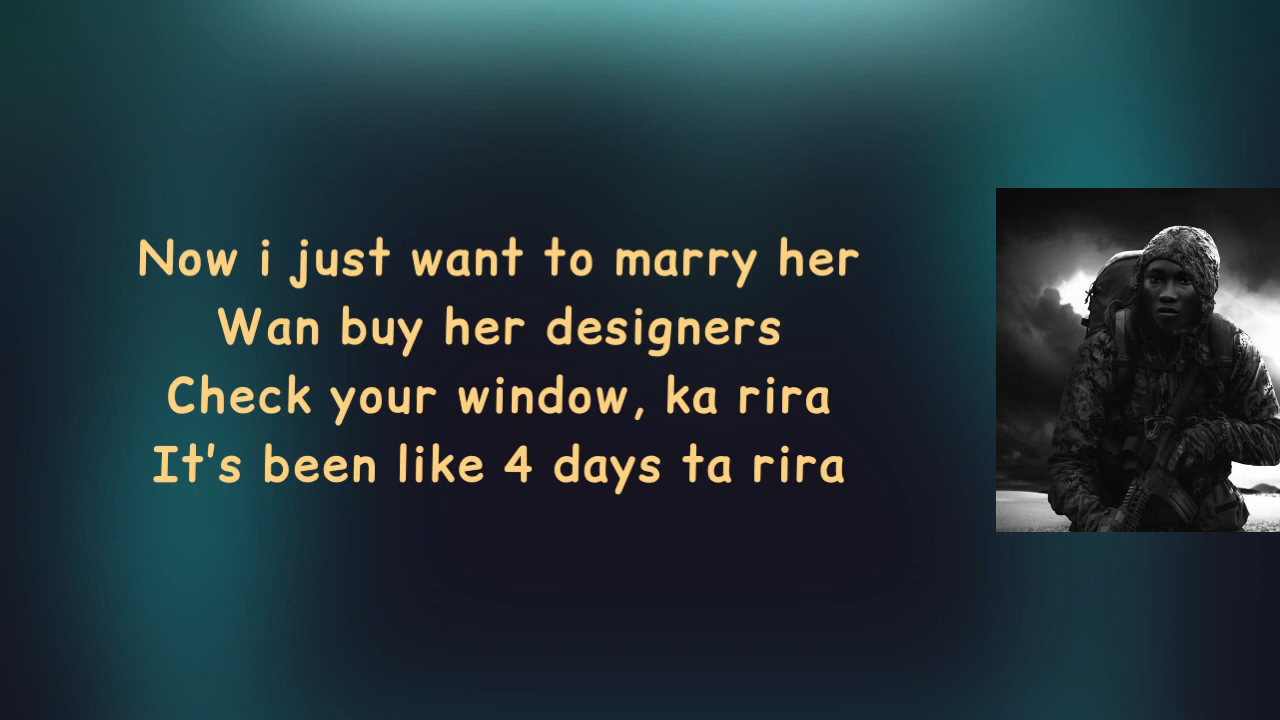 Now i just want to marry her
Wan buy her designers
Check your window, ka rira
It's been like 4 days ta rira